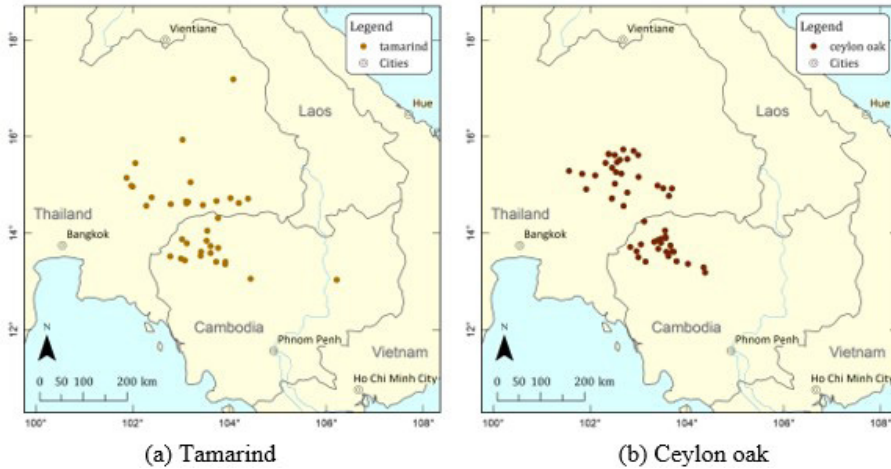 Legend
tamarind
Cities
Vientiane
18°
Hue
16°
Laos
Thailand
Bangkok
14°
Cambodia
12°
Phnom Penh
Vietnam
N
Ho Chi Minh City
0 50 100 200 km
100° 102° 104° 106° 108°
(a) Tamarind
Legend
ceylon oak
Cities
Vientiane
18°
Hue
16°
Laos
Thailand
Bangkok
14°
Cambodia
12°
Phnom Penh
Vietnam
N
Ho Chi Minh City
0 50 100 200 km
100° 102° 104° 106° 108°
(b) Ceylon oak